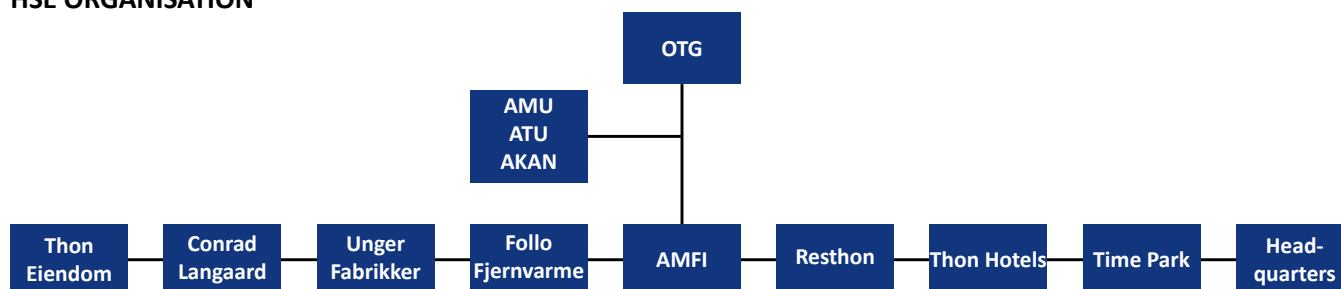 HSE ORGANISATION
OTG
AMU
ATU
AKAN
Thon
Eiendom
Conrad
Langaard
Unger
Fabrikker
Follo
Fjernvarme
AMFI
Resthon
Thon Hotels
Time Park
Head-
quarters